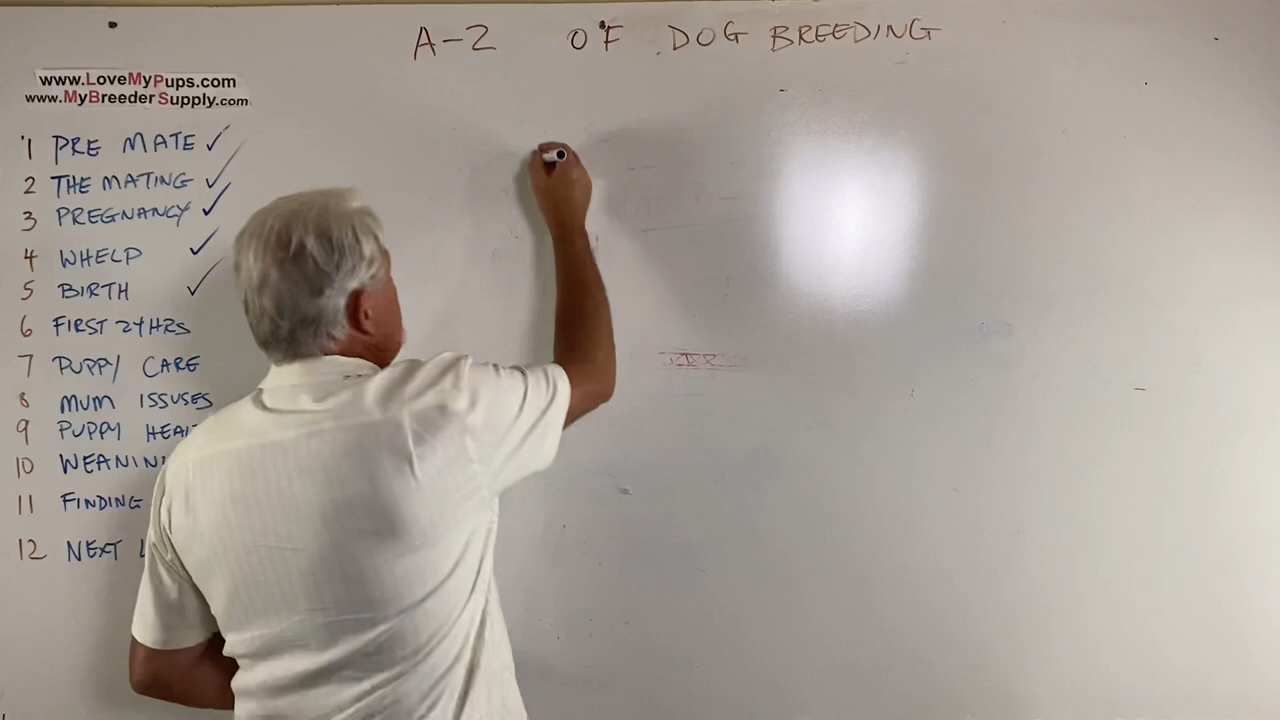 A-Z OF DOG BREEDING
www.LoveMyPups.com
www.MyBreederSupply.com
1 PRE MATE ✓
2 THE MATING ✓
3 PREGNANCY ✓
4 WHELP ✓
5 BIRTH ✓
6 FIRST 24HRS
7 PUPPY CARE
8 MUM ISSUSES
9 PUPPY HEAL
10 WEANIN
11 FINDING
12 NEXT L